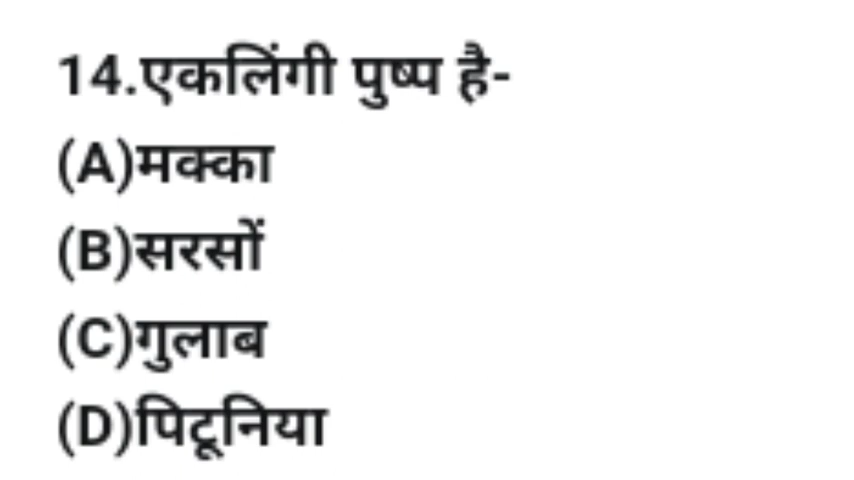 14.एकलिंगी पुष्प है-
(A)मक्का
(B)सरसों
(C)गुलाब
(D)पिटूनिया